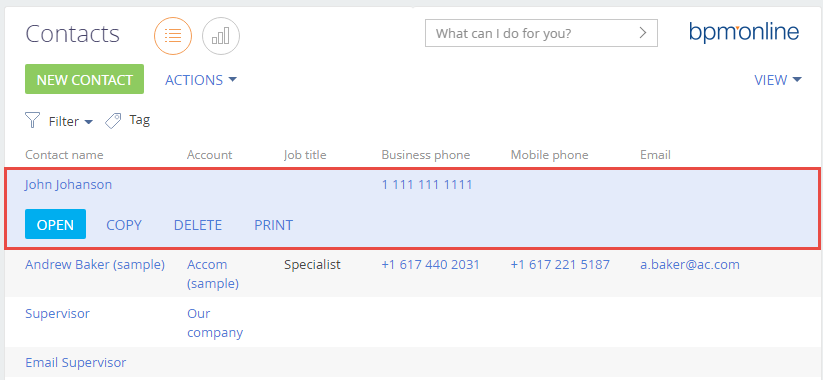 Contacts
What can I do for you?
bpm'online
NEW CONTACT ACTIONS VIEW
Filter Tag
Contact name Account Job title Business phone Mobile phone Email
John Johanson 1 111 111 1111
OPEN COPY DELETE PRINT
Andrew Baker (sample) Accom Specialist +1 617 440 2031 +1 617 221 5187 a.baker@ac.com
(sample)
Supervisor Our
company
Email Supervisor